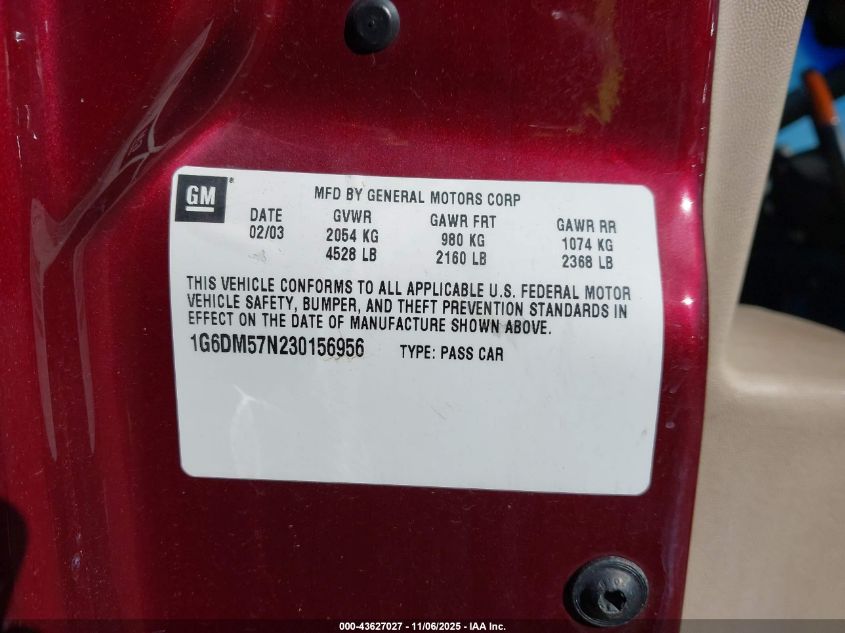 GM
MFD BY GENERAL MOTORS CORP
DATE GVWR GAWR FRT GAWR RR
02/03 2054 KG 980 KG 1074 KG
4528 LB 2160 LB 2368 LB
THIS VEHICLE CONFORMS TO ALL APPLICABLE U.S. FEDERAL MOTOR
VEHICLE SAFETY, BUMPER, AND THEFT PREVENTION STANDARDS IN
EFFECT ON THE DATE OF MANUFACTURE SHOWN ABOVE.
1G6DM57N230156956 TYPE: PASS CAR
000-43627027 - 11/06/2025 - IAA Inc.